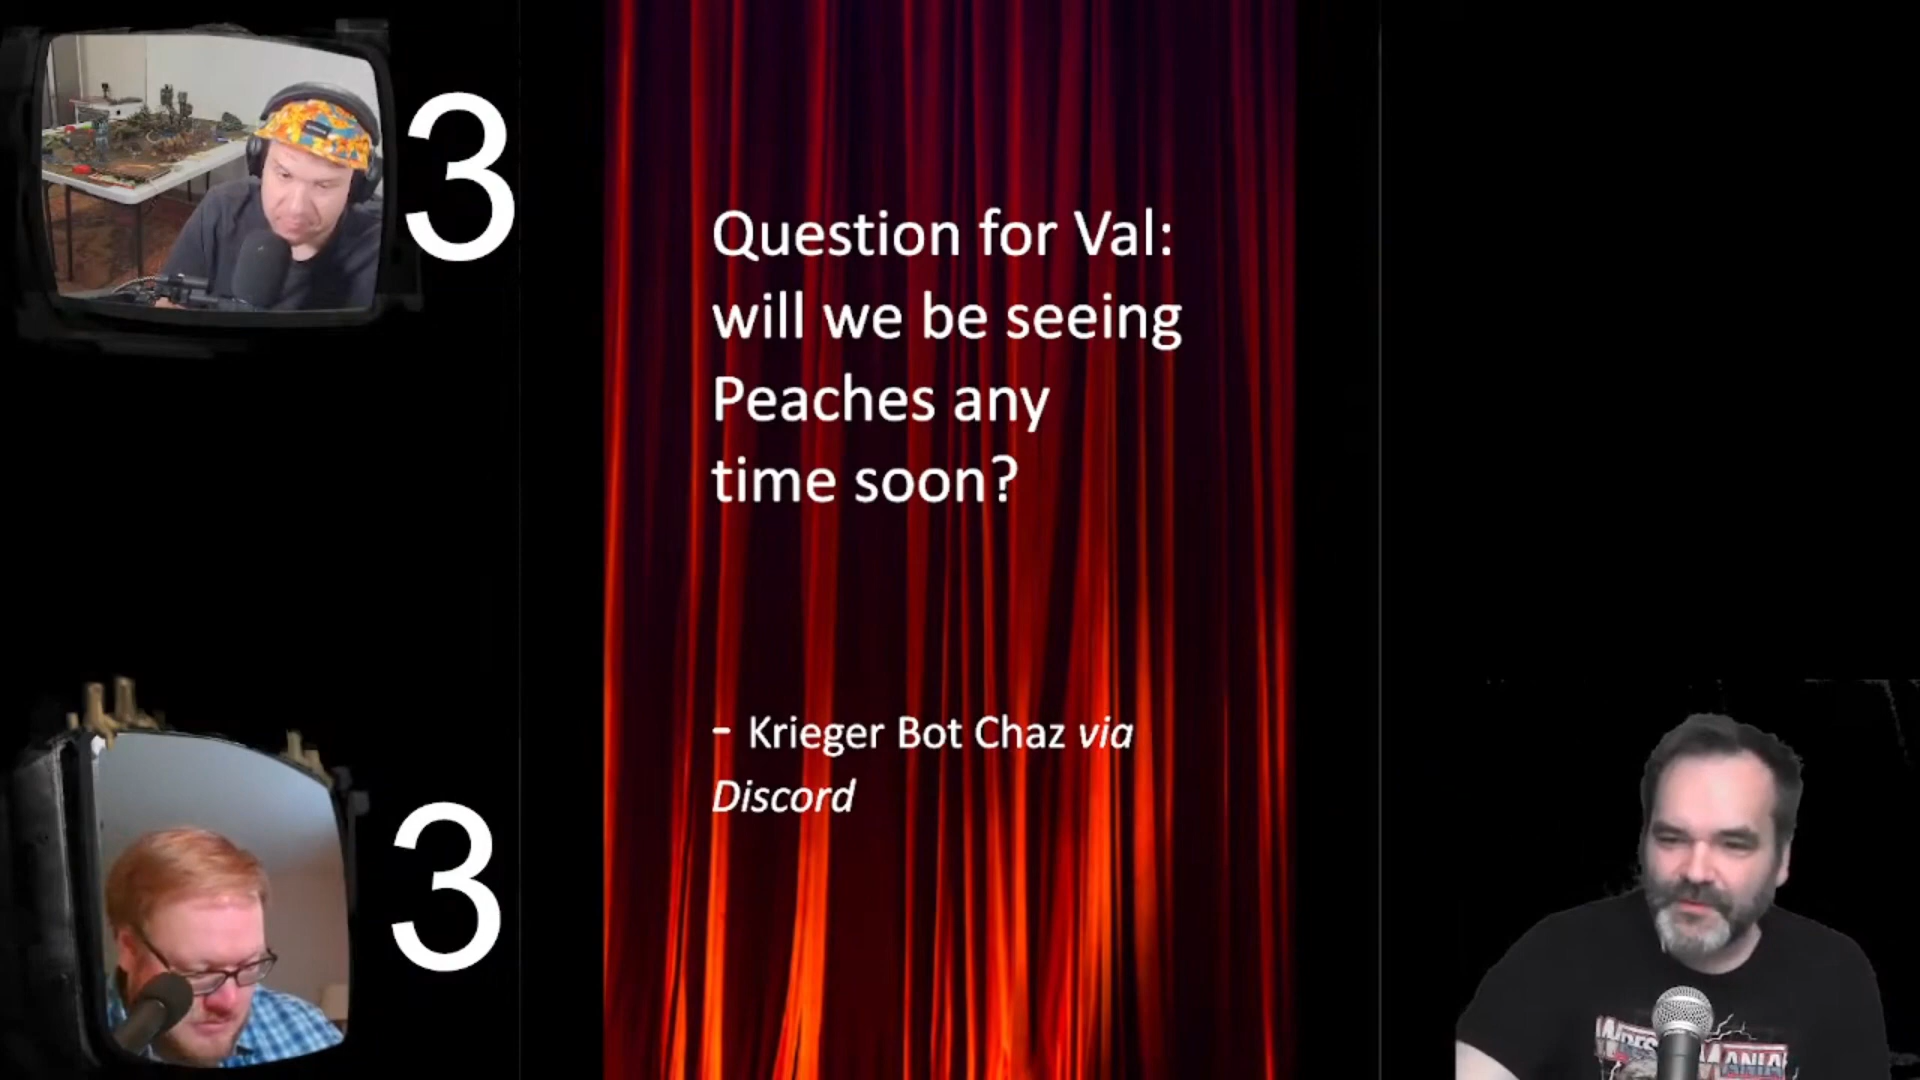 3
Question for Val:
will we be seeing
Peaches any
time soon?
- Krieger Bot Chaz via
Discord
3